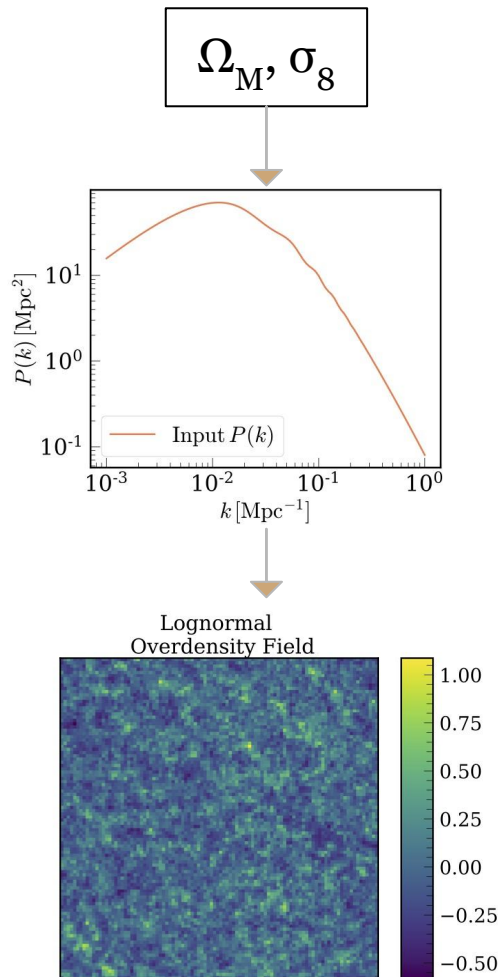 Ω_M, σ_8
10^1
10^0
10^-1
P(k) [Mpc^2]
Input P(k)
10^-3 10^-2 10^-1 10^0
k [Mpc^-1]
Lognormal
Overdensity Field
1.00
0.75
0.50
0.25
0.00
−0.25
−0.50